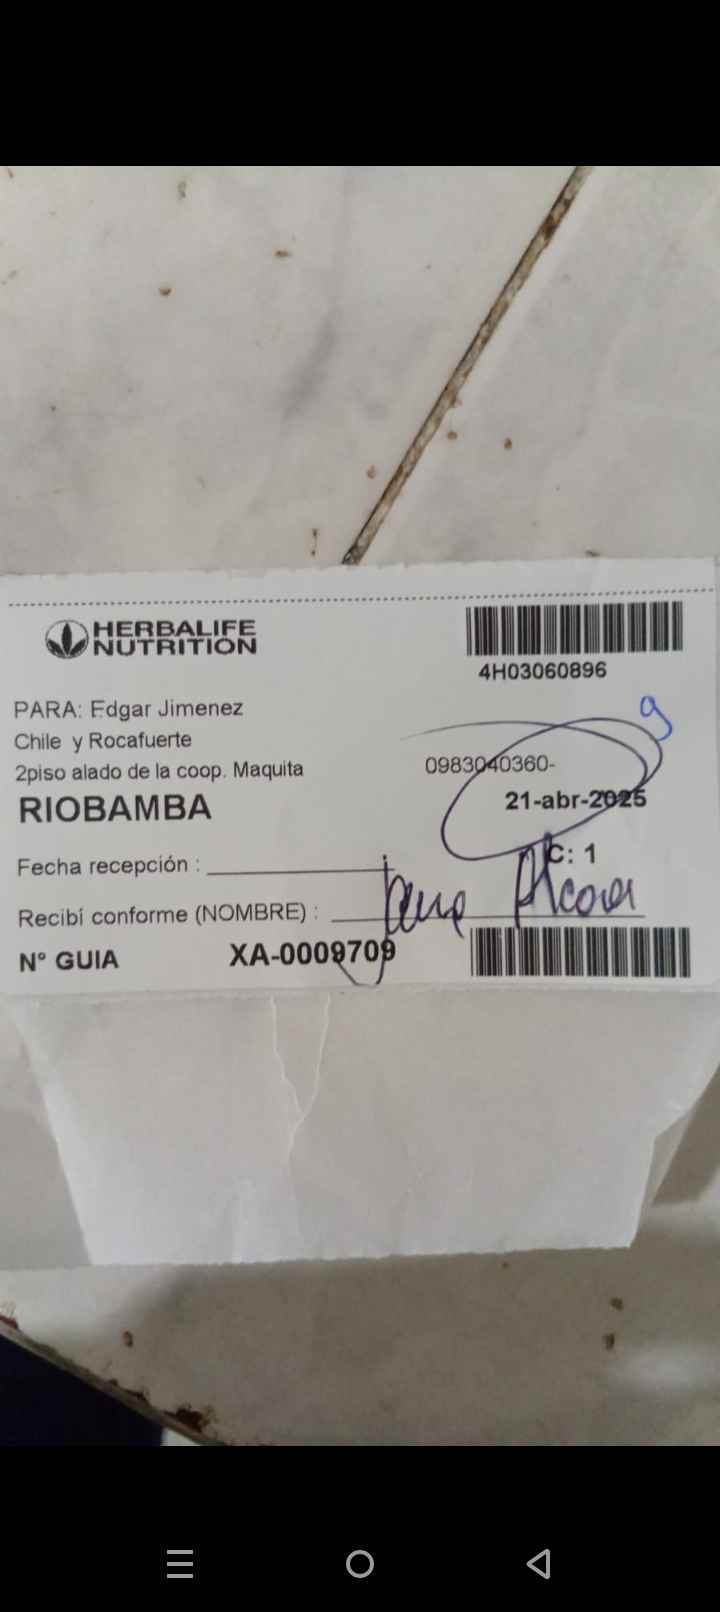 HERBALIFE
NUTRITION
4H03060896
PARA: Edgar Jimenez
g
Chile y Rocafuerte
2piso alado de la coop. Maquita
0983040360-
RIOBAMBA
21-abr-2025
C: 1
Fecha recepción :
Recibí conforme (NOMBRE) :
N° GUIA XA-0009709